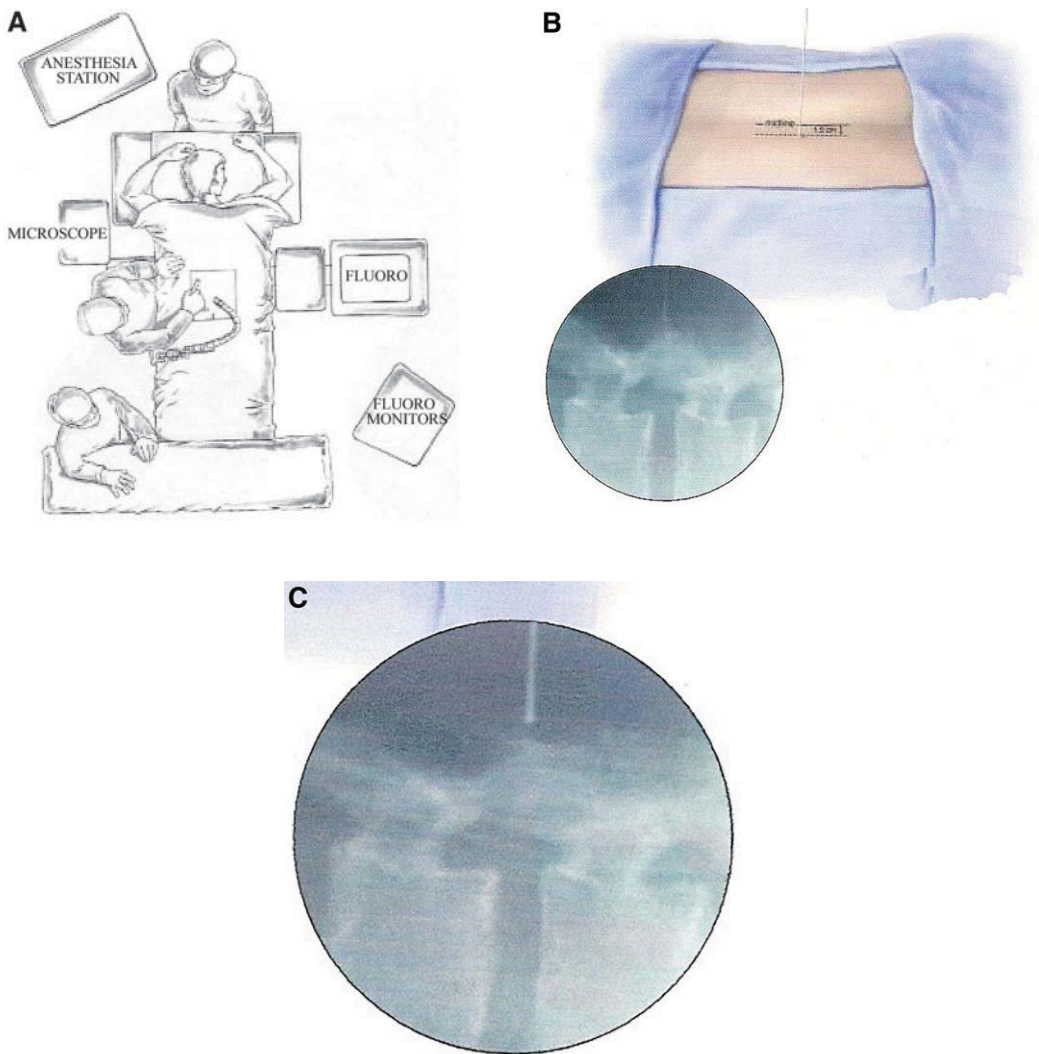 A
ANESTHESIA
STATION
MICROSCOPE
FLUORO
FLUORO
MONITORS
B
midline
1.5 cm
C